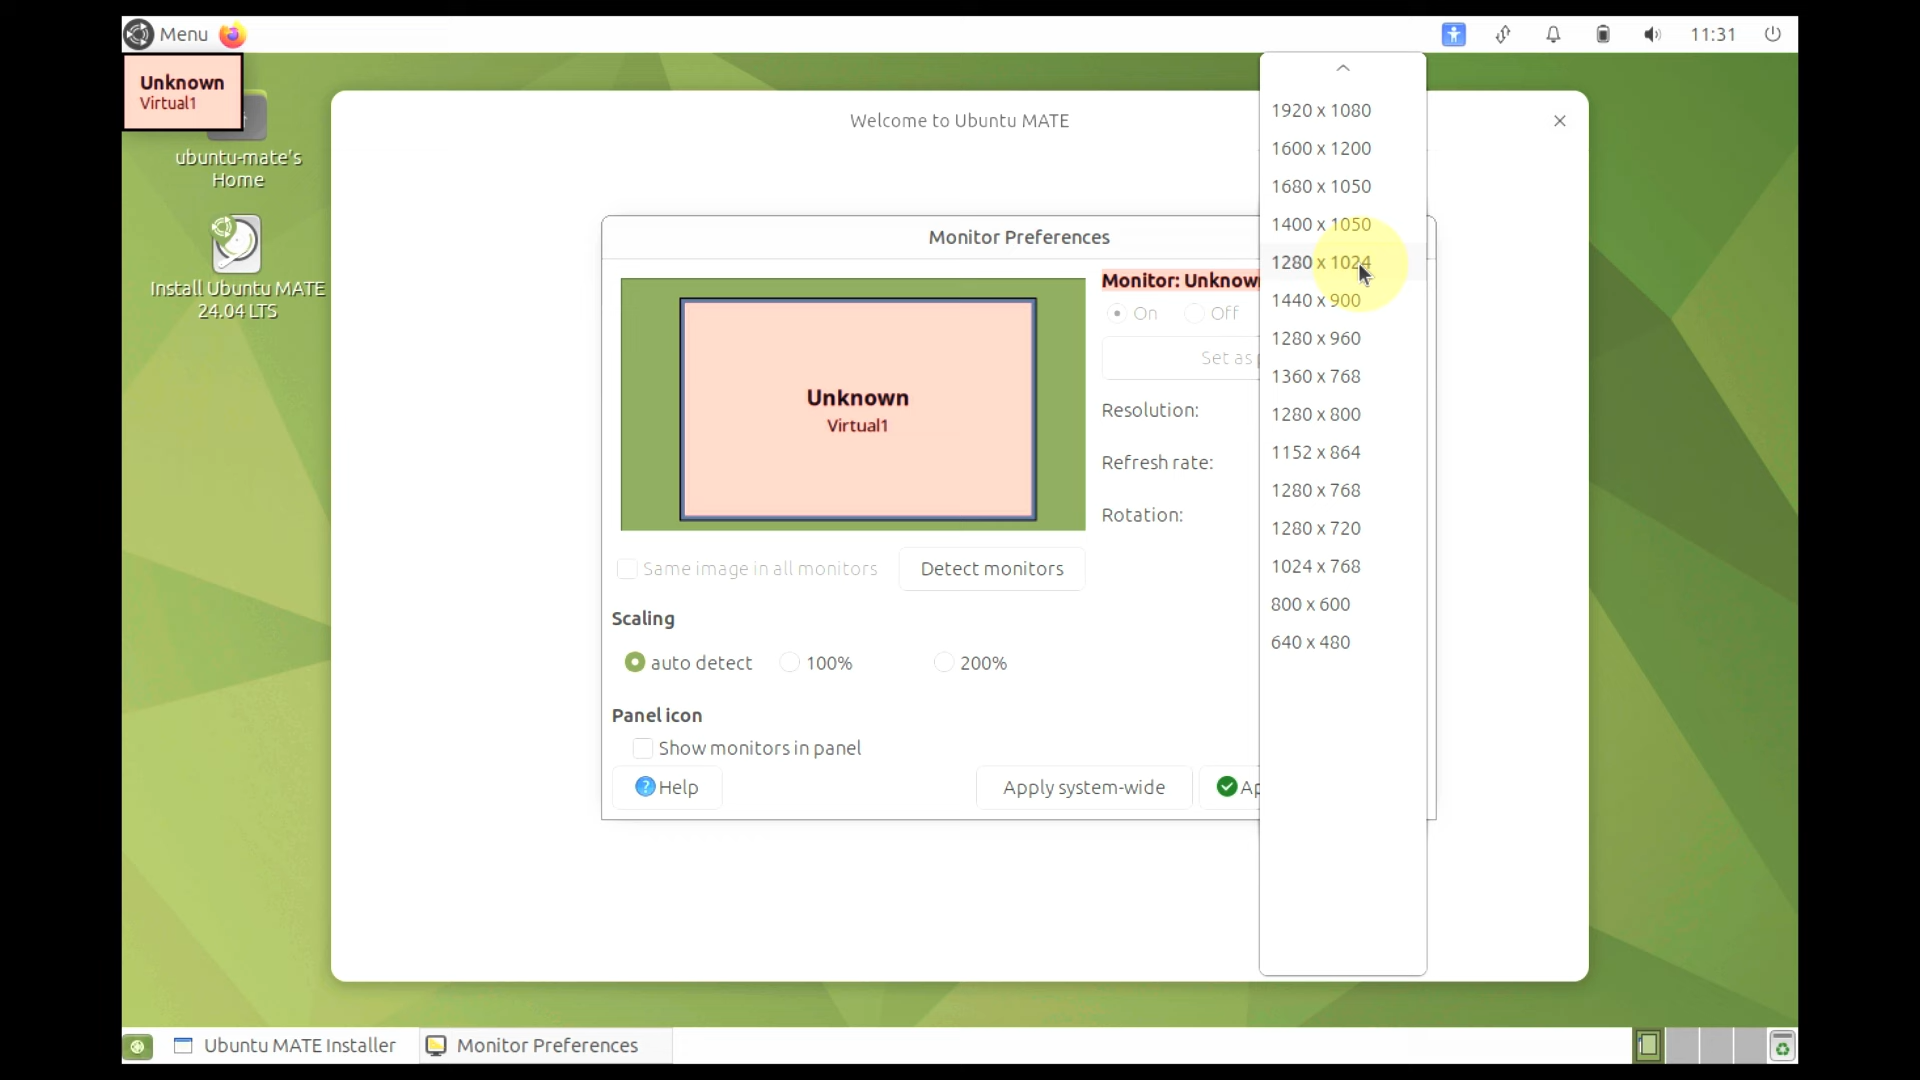 Menu
11:31
Unknown
Virtual1
ubuntu-mate's
Home
Install Ubuntu MATE
24.04 LTS
Welcome to Ubuntu MATE
Monitor Preferences
Unknown
Virtual1
Same image in all monitors
Detect monitors
Scaling
auto detect
100%
200%
Panel icon
Show monitors in panel
Help
Apply system-wide
Monitor: Unknown
On
Off
Set as
Resolution:
Refresh rate:
Rotation:
1920 x 1080
1600 x 1200
1680 x 1050
1400 x 1050
1280 x 1024
1440 x 900
1280 x 960
1360 x 768
1280 x 800
1152 x 864
1280 x 768
1280 x 720
1024 x 768
800 x 600
640 x 480
Ubuntu MATE Installer
Monitor Preferences